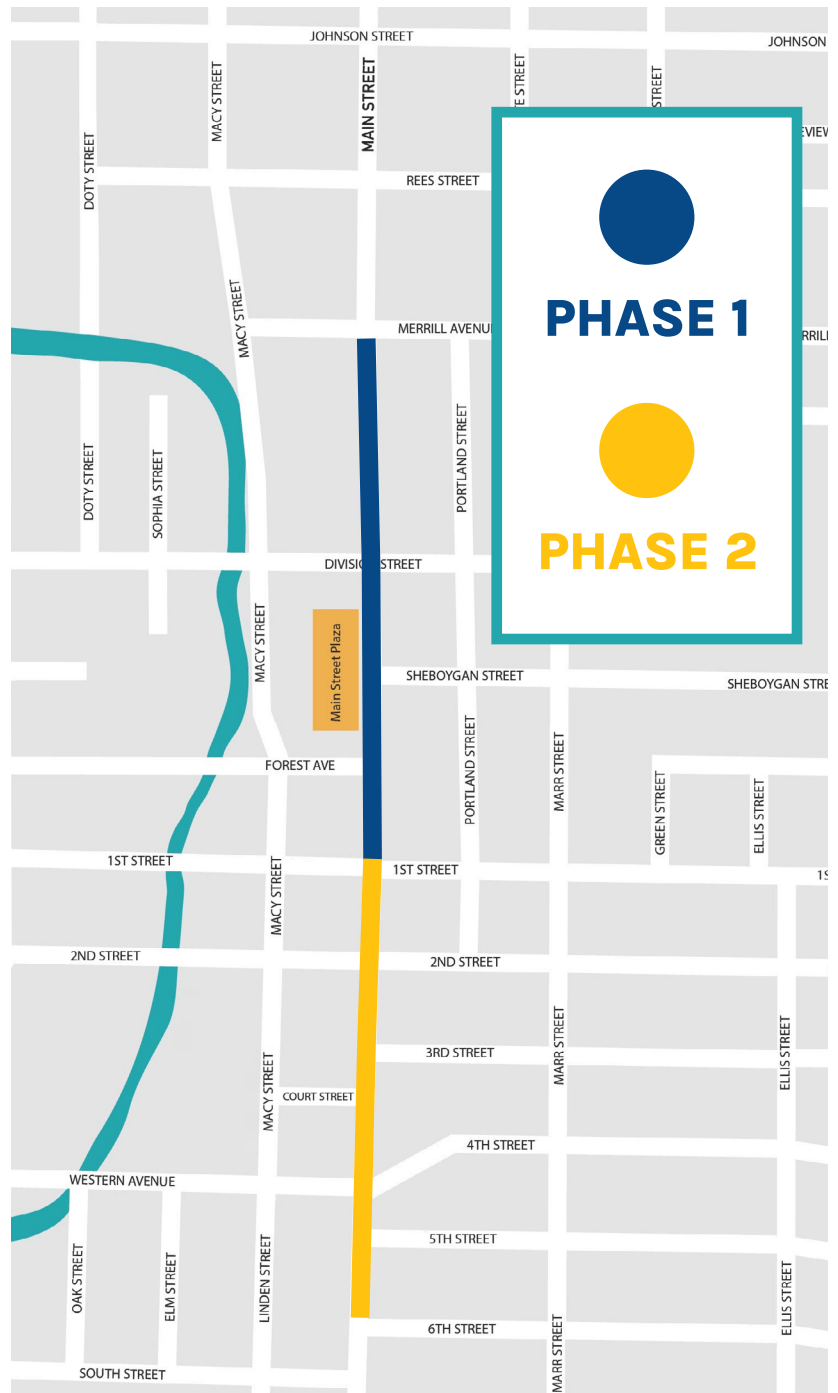 JOHNSON STREET
JOHNSON
MACY STREET
MAIN STREET
STREET
DOTY STREET
REES STREET
PHASE 1
MACY STREET
MERRILL AVENU
PORTLAND STREET
DOTY STREET
SOPHIA STREET
PHASE 2
DIVISI STREET
MACY STREET
Main Street Plaza
SHEBOYGAN STREET
SHEBOYGAN STRE
FOREST AVE
PORTLAND STREET
MARR STREET
GREEN STREET
ELLIS STREET
1ST STREET
MACY STREET
1ST STREET
2ND STREET
2ND STREET
3RD STREET
MARR STREET
ELLIS STREET
MACY STREET
COURT STREET
4TH STREET
WESTERN AVENUE
5TH STREET
OAK STREET
ELM STREET
LINDEN STREET
ELLIS STREET
6TH STREET
MARR STREET
SOUTH STREET